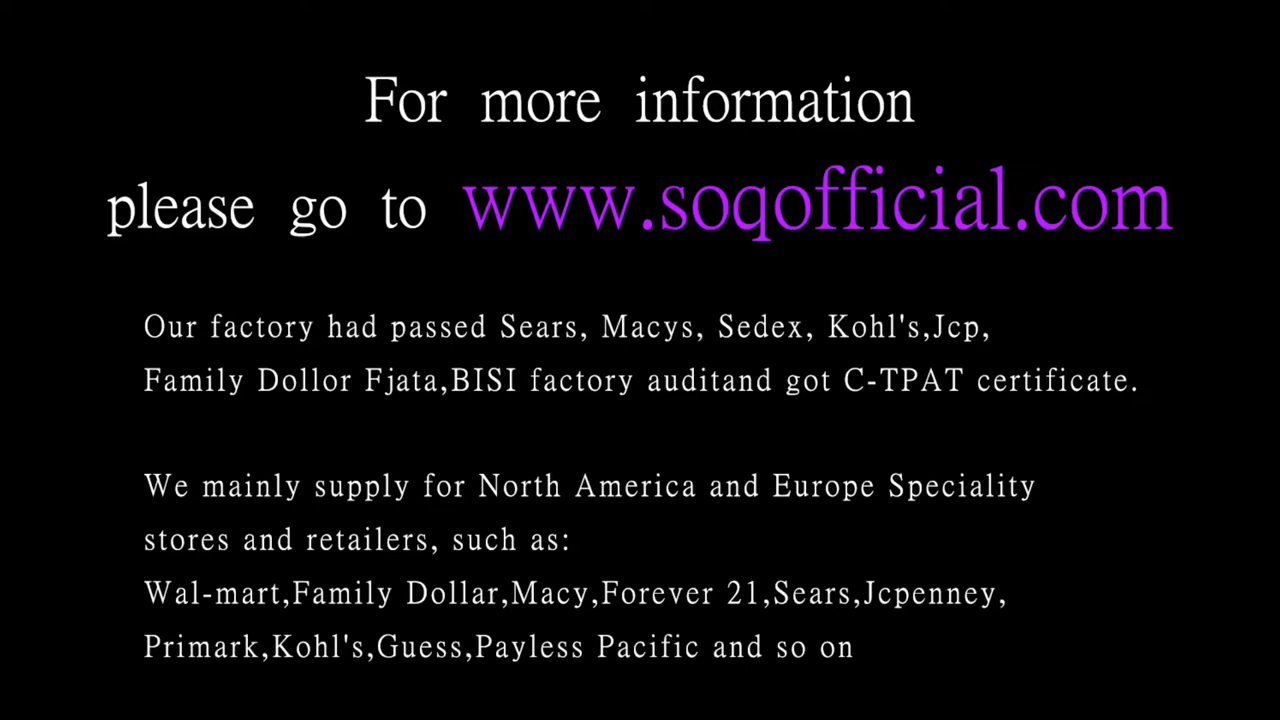 For more information
please go to www.soqofficial.com
Our factory had passed Sears, Macys, Sedex, Kohl's,Jcp,
Family Dollor Fjata,BISI factory auditand got C-TPAT certificate.
We mainly supply for North America and Europe Speciality
stores and retailers, such as:
Wal-mart,Family Dollar,Macy,Forever 21,Sears,Jcpenney,
Primark,Kohl's,Guess,Payless Pacific and so on